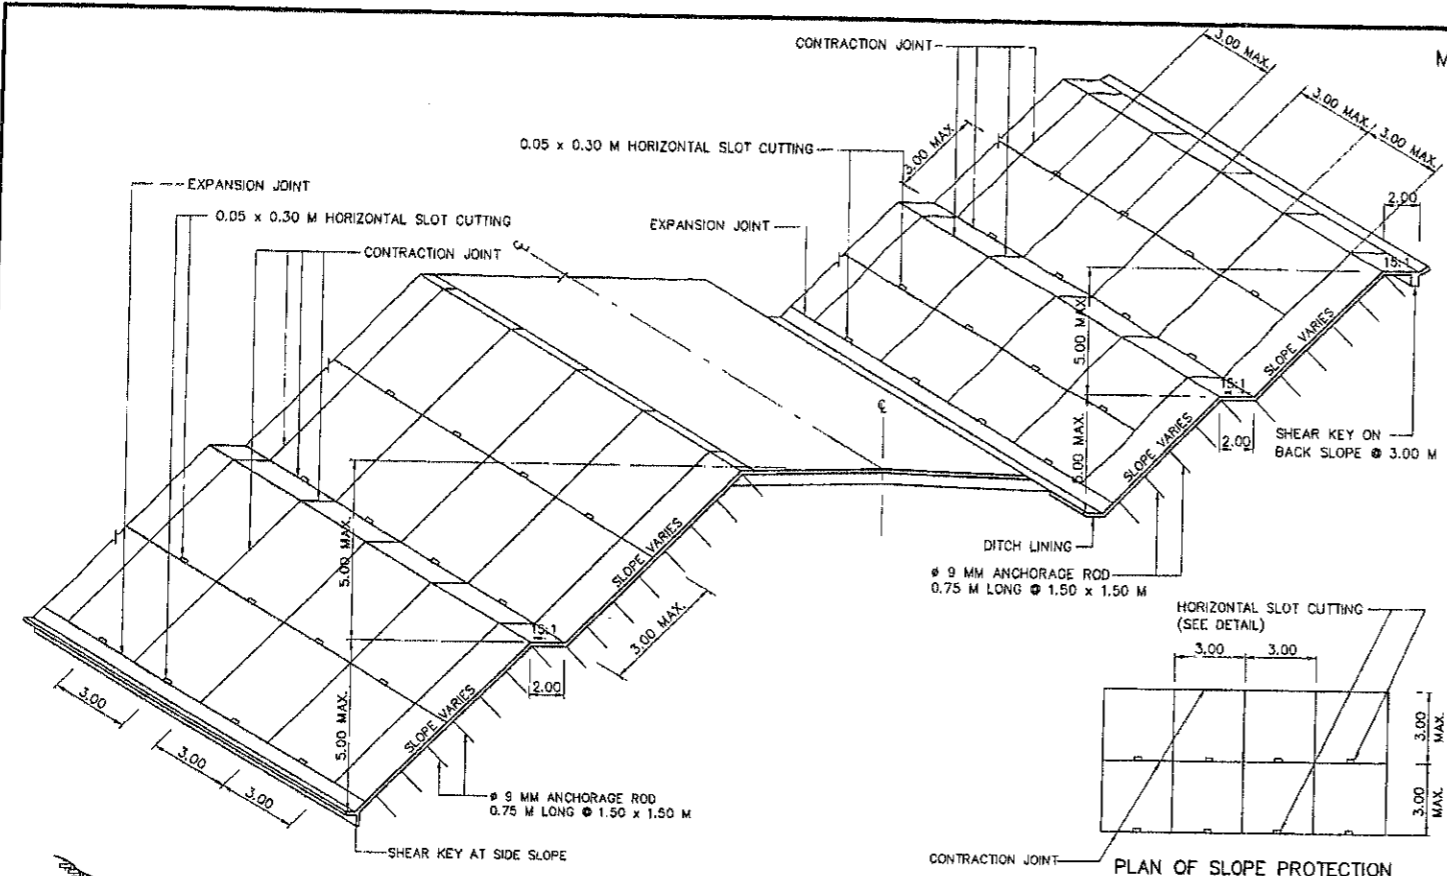 CONTRACTION JOINT
3.00 MAX.
M
3.00 MAX.
3.00 MAX.
0.05 x 0.30 M HORIZONTAL SLOT CUTTING
3.00 MAX
EXPANSION JOINT
2.00
0.05 x 0.30 M HORIZONTAL SLOT CUTTING
EXPANSION JOINT
CONTRACTION JOINT
15:1
5.00 MAX.
SLOPE VARIES
15:1
℄
5.00 MAX.
SLOPE VARIES
2.00
SHEAR KEY ON
BACK SLOPE @ 3.00 M
5.00 MAX.
SLOPE VARIES
DITCH LINING
ø 9 MM ANCHORAGE ROD
0.75 M LONG @ 1.50 x 1.50 M
3.00 MAX.
15:1
2.00
HORIZONTAL SLOT CUTTING
(SEE DETAIL)
3.00
3.00
3.00
MAX.
3.00
MAX.
3.00
3.00
3.00
5.00 MAX.
SLOPE VARIES
ø 9 MM ANCHORAGE ROD
0.75 M LONG @ 1.50 x 1.50 M
SHEAR KEY AT SIDE SLOPE
CONTRACTION JOINT
PLAN OF SLOPE PROTECTION